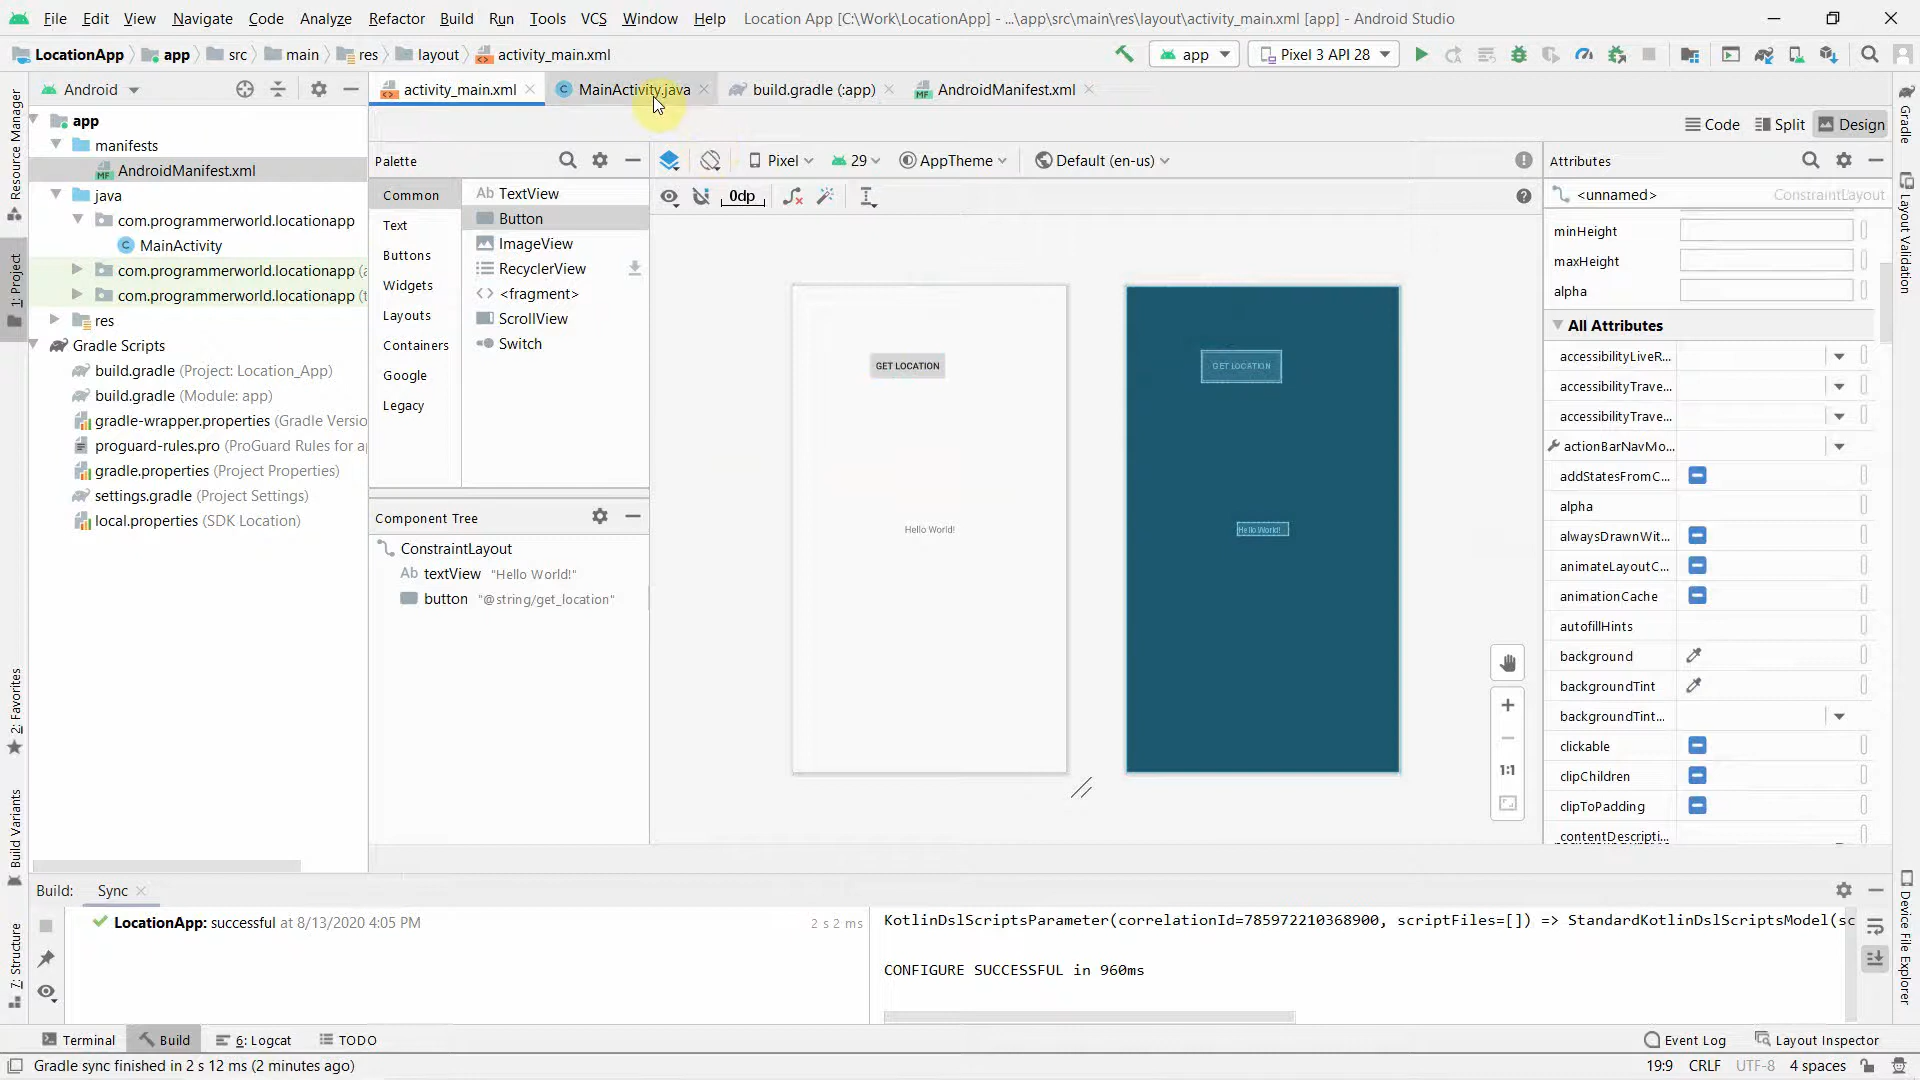 File Edit View Navigate Code Analyze Refactor Build Run Tools VCS Window Help Location App [C:\Work\LocationApp] - ...\app\src\main\res\layout\activity_main.xml [app] - Android Studio
LocationApp app src main res layout activity_main.xml app Pixel 3 API 28
Android activity_main.xml MainActivity.java build.gradle (:app) AndroidManifest.xml
Code Split Design
Resource Manager
1: Project
2: Favorites
Build Variants
7: Structure
app
manifests
AndroidManifest.xml
java
com.programmerworld.locationapp
MainActivity
com.programmerworld.locationapp (a
com.programmerworld.locationapp (t
res
Gradle Scripts
build.gradle (Project: Location_App)
build.gradle (Module: app)
gradle-wrapper.properties (Gradle Versio
proguard-rules.pro (ProGuard Rules for a
gradle.properties (Project Properties)
settings.gradle (Project Settings)
local.properties (SDK Location)
Palette
Common
Text
Buttons
Widgets
Layouts
Containers
Google
Legacy
Ab TextView
Button
ImageView
RecyclerView
<fragment>
ScrollView
Switch
Component Tree
ConstraintLayout
Ab textView "Hello World!"
button "@string/get_location"
Pixel 29 AppTheme Default (en-us)
0dp
GET LOCATION
Hello World!
GET LOCATION
Hello World!
1:1
Attributes
<unnamed> ConstraintLayout
minHeight
maxHeight
alpha
All Attributes
accessibilityLiveR...
accessibilityTrave...
accessibilityTrave...
actionBarNavMo...
addStatesFromC...
alpha
alwaysDrawnWit...
animateLayoutC...
animationCache
autofillHints
background
backgroundTint
backgroundTint...
clickable
clipChildren
clipToPadding
contentDescripti...
Gradle
Layout Validation
Device File Explorer
Build: Sync
LocationApp: successful at 8/13/2020 4:05 PM 2 s 2 ms
KotlinDslScriptsParameter(correlationId=785972210368900, scriptFiles=[]) => StandardKotlinDslScriptsModel(sc
CONFIGURE SUCCESSFUL in 960ms
Terminal Build 6: Logcat TODO Event Log Layout Inspector
Gradle sync finished in 2 s 12 ms (2 minutes ago) 19:9 CRLF UTF-8 4 spaces